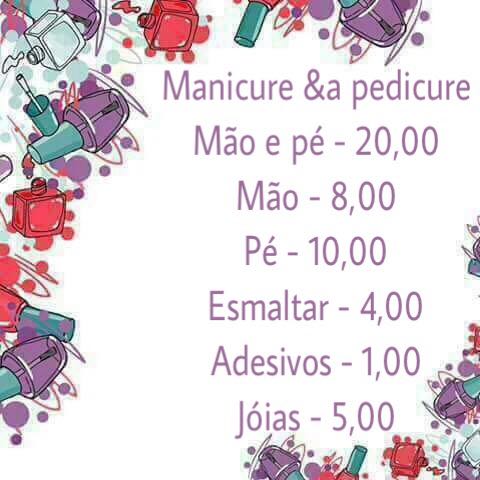 Manicure &a pedicure
Mão e pé - 20,00
Mão - 8,00
Pé - 10,00
Esmaltar - 4,00
Adesivos - 1,00
Jóias - 5,00